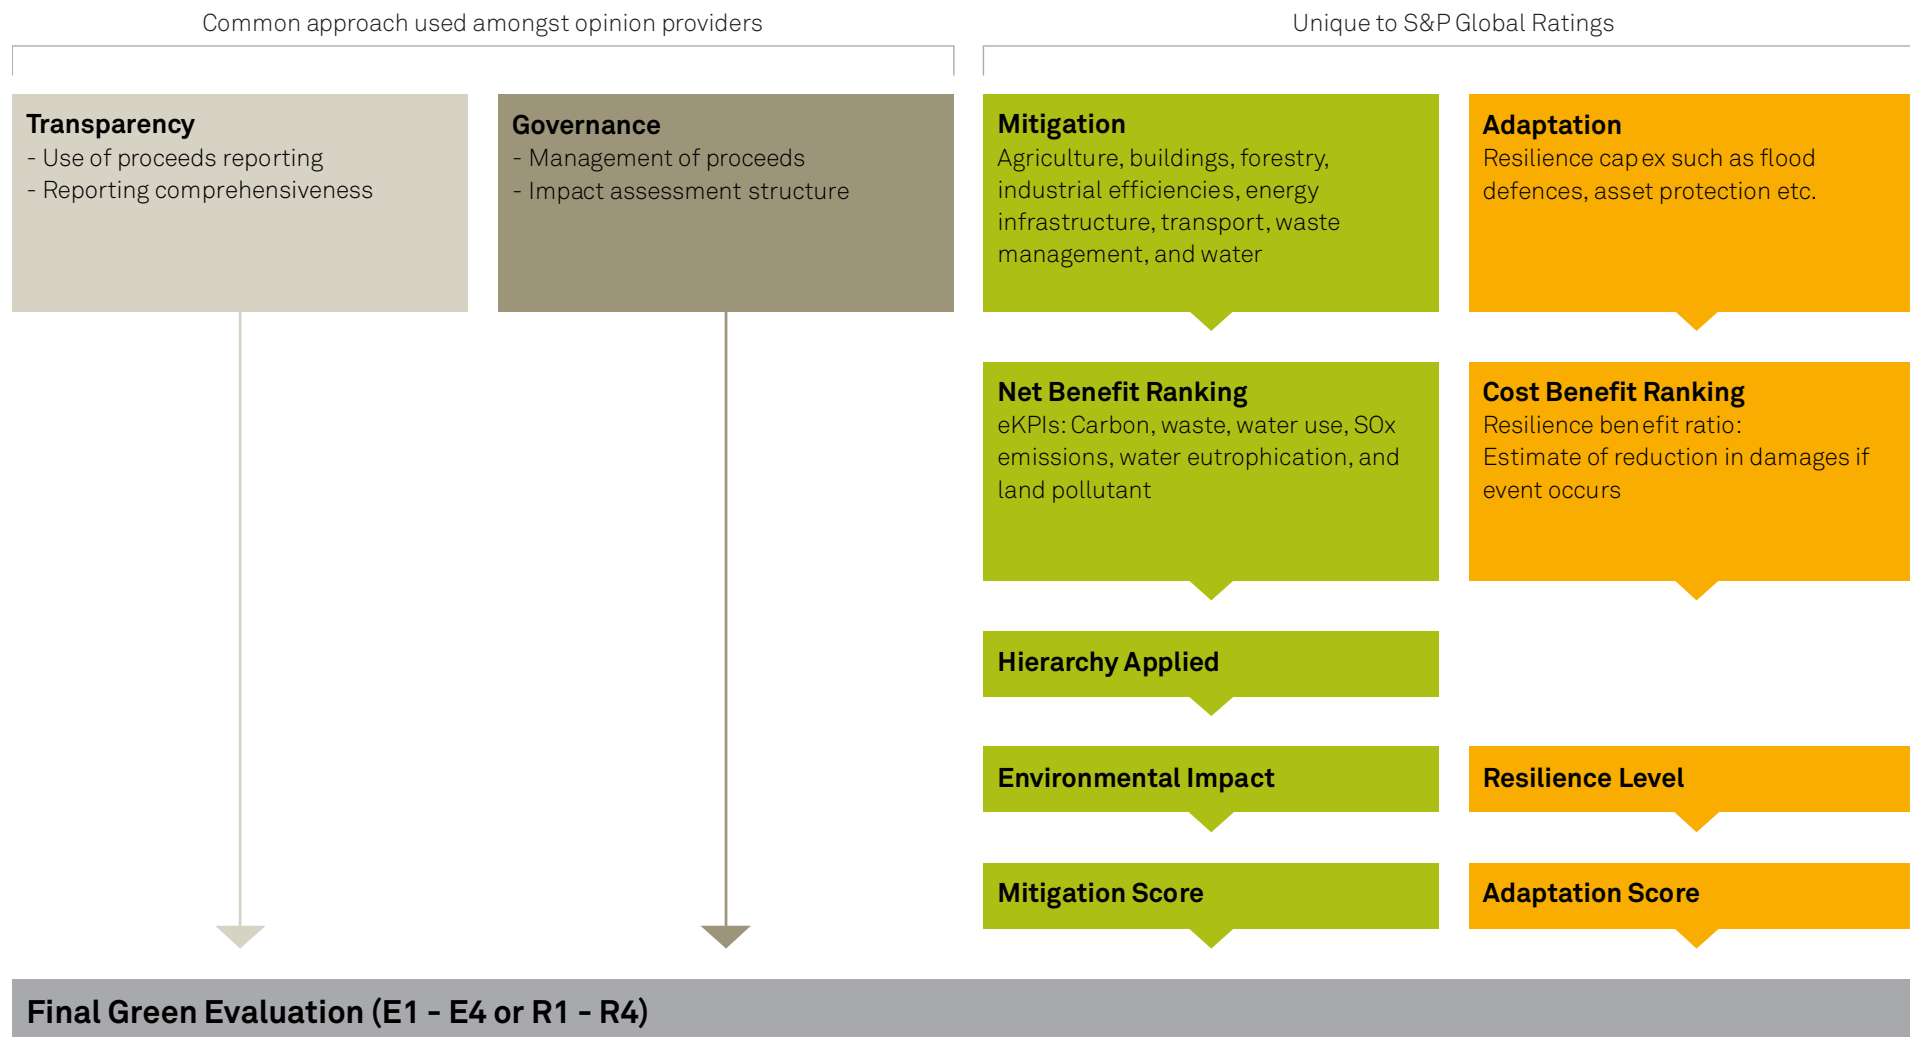 Common approach used amongst opinion providers
Unique to S&P Global Ratings
Transparency
- Use of proceeds reporting
- Reporting comprehensiveness
Governance
- Management of proceeds
- Impact assessment structure
Mitigation
Agriculture, buildings, forestry,
industrial efficiencies, energy
infrastructure, transport, waste
management, and water
Adaptation
Resilience capex such as flood
defences, asset protection etc.
Net Benefit Ranking
eKPIs: Carbon, waste, water use, SOx
emissions, water eutrophication, and
land pollutant
Cost Benefit Ranking
Resilience benefit ratio:
Estimate of reduction in damages if
event occurs
Hierarchy Applied
Environmental Impact
Resilience Level
Mitigation Score
Adaptation Score
Final Green Evaluation (E1 - E4 or R1 - R4)